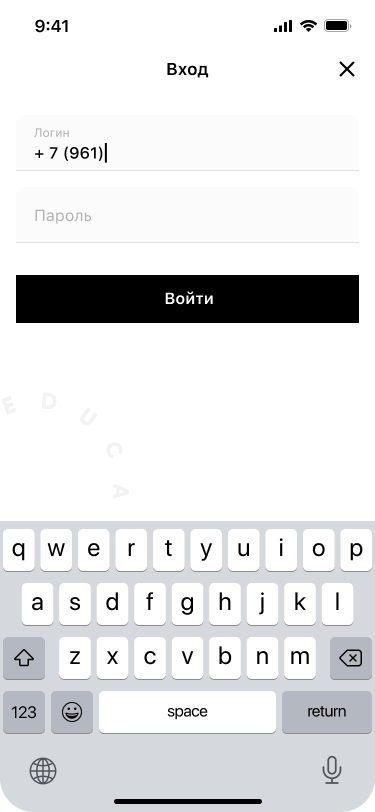 9:41
Вход
Логин
+ 7 (961)
Пароль
Войти
E D U C A
q w e r t y u i o p
a s d f g h j k l
z x c v b n m
123 space return